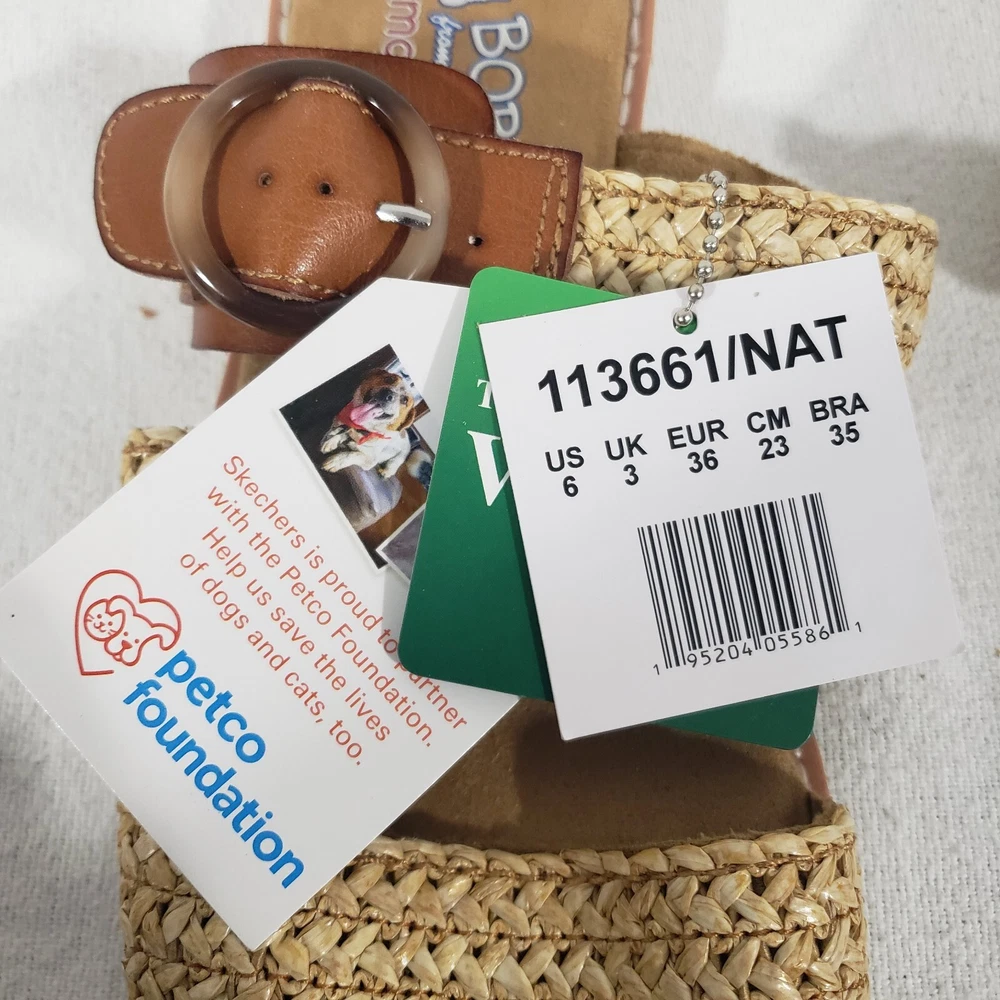 BOB
from
113661/NAT
US UK EUR CM BRA
6 3 36 23 35
1 95204 05586 1
Skechers is proud to partner
with the Petco Foundation.
Help us save the lives
of dogs and cats, too.
petco
foundation